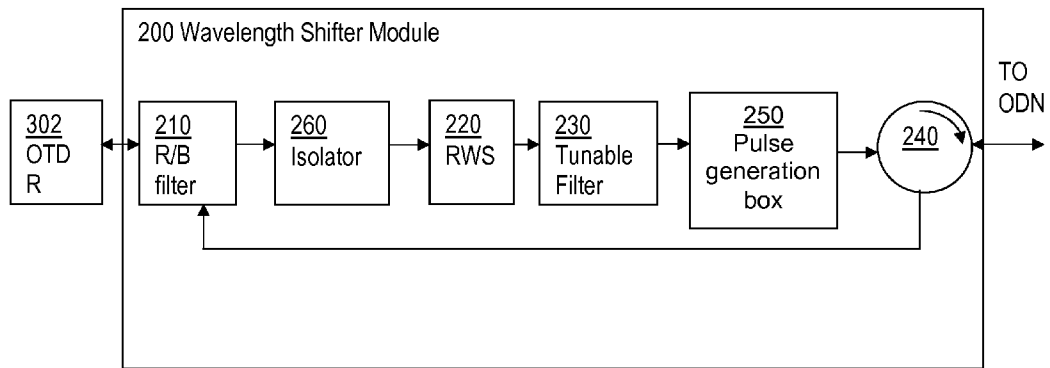 200 Wavelength Shifter Module
302
OTD
R
210
R/B
filter
260
Isolator
220
RWS
230
Tunable
Filter
250
Pulse
generation
box
240
TO
ODN